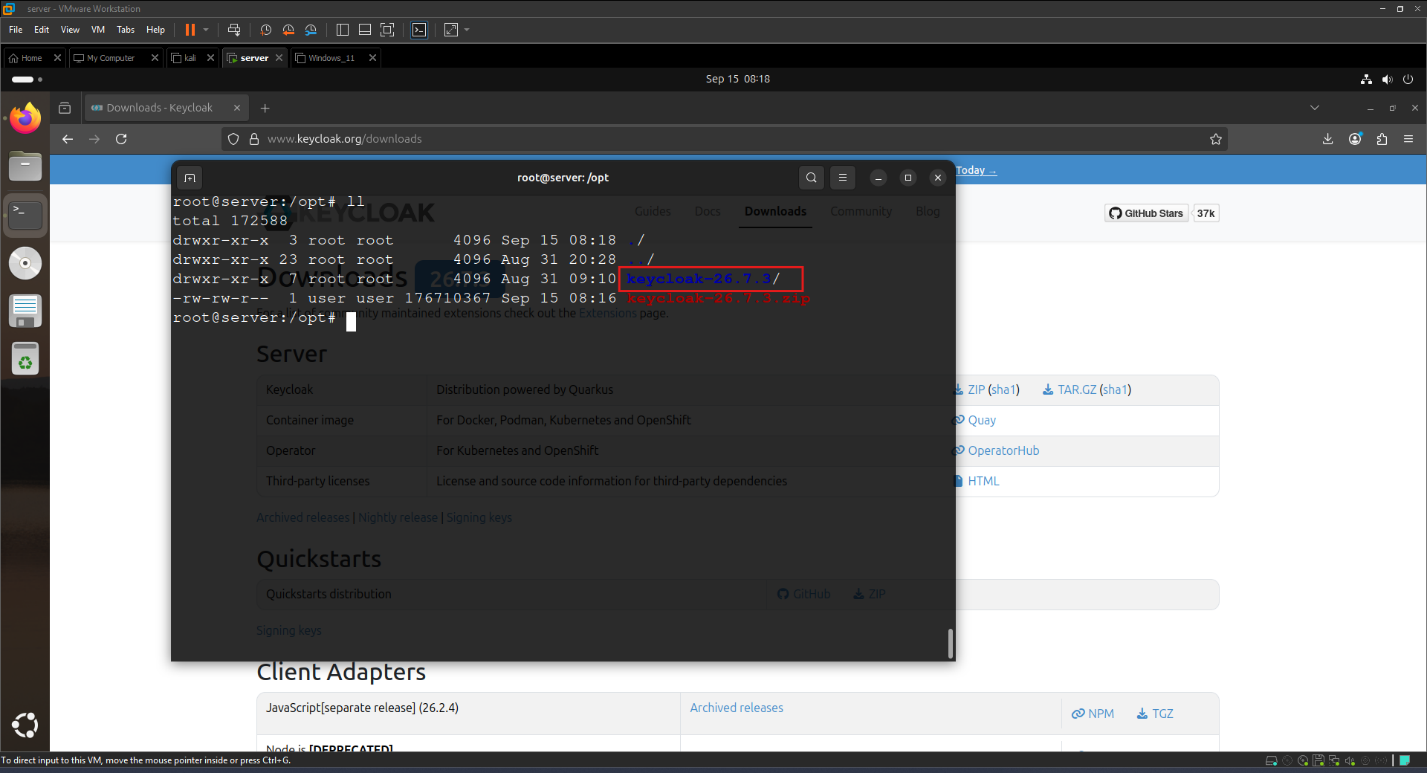 server - VMware Workstation
File Edit View VM Tabs Help
Home My Computer kali server Windows_11
Sep 15 08:18
Downloads - Keycloak
www.keycloak.org/downloads
Today →
root@server: /opt
root@server:/opt# ll
total 172588
drwxr-xr-x 3 root root 4096 Sep 15 08:18 ./
drwxr-xr-x 23 root root 4096 Aug 31 20:28 ../
drwxr-xr-x 7 root root 4096 Aug 31 09:10 keycloak-26.7.3/
-rw-rw-r-- 1 user user 176710367 Sep 15 08:16 keycloak-26.7.3.zip
root@server:/opt#
KEYCLOAK
Guides Docs Downloads Community Blog
GitHub Stars 37k
Downloads 26.7.3
For a list of community maintained extensions check out the Extensions page.
Server
Keycloak Distribution powered by Quarkus ZIP (sha1) TAR.GZ (sha1)
Container image For Docker, Podman, Kubernetes and OpenShift Quay
Operator For Kubernetes and OpenShift OperatorHub
Third-party licenses License and source code information for third-party dependencies HTML
Archived releases | Nightly release | Signing keys
Quickstarts
Quickstarts distribution GitHub ZIP
Signing keys
Client Adapters
JavaScript[separate release] (26.2.4) Archived releases NPM TGZ
Node.js [DEPRECATED]
To direct input to this VM, move the mouse pointer inside or press Ctrl+G.